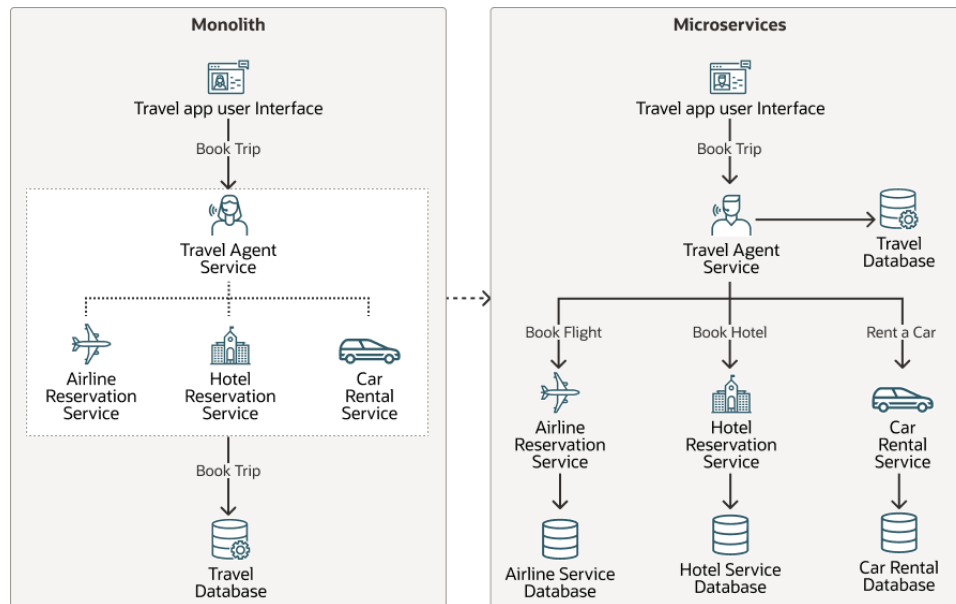 Monolith
Travel app user Interface
Book Trip
Travel Agent
Service
Airline
Reservation
Service
Hotel
Reservation
Service
Car
Rental
Service
Book Trip
Travel
Database
Microservices
Travel app user Interface
Book Trip
Travel Agent
Service
Travel
Database
Book Flight
Book Hotel
Rent a Car
Airline
Reservation
Service
Hotel
Reservation
Service
Car
Rental
Service
Airline Service
Database
Hotel Service
Database
Car Rental
Database